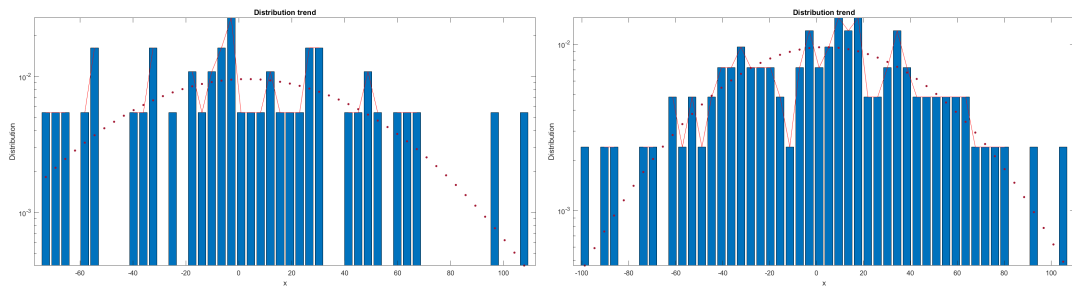 Distribution trend
Distribution
10^-2
10^-3
-60 -40 -20 0 20 40 60 80 100
x
Distribution trend
Distribution
10^-2
10^-3
-100 -80 -60 -40 -20 0 20 40 60 80 100
x